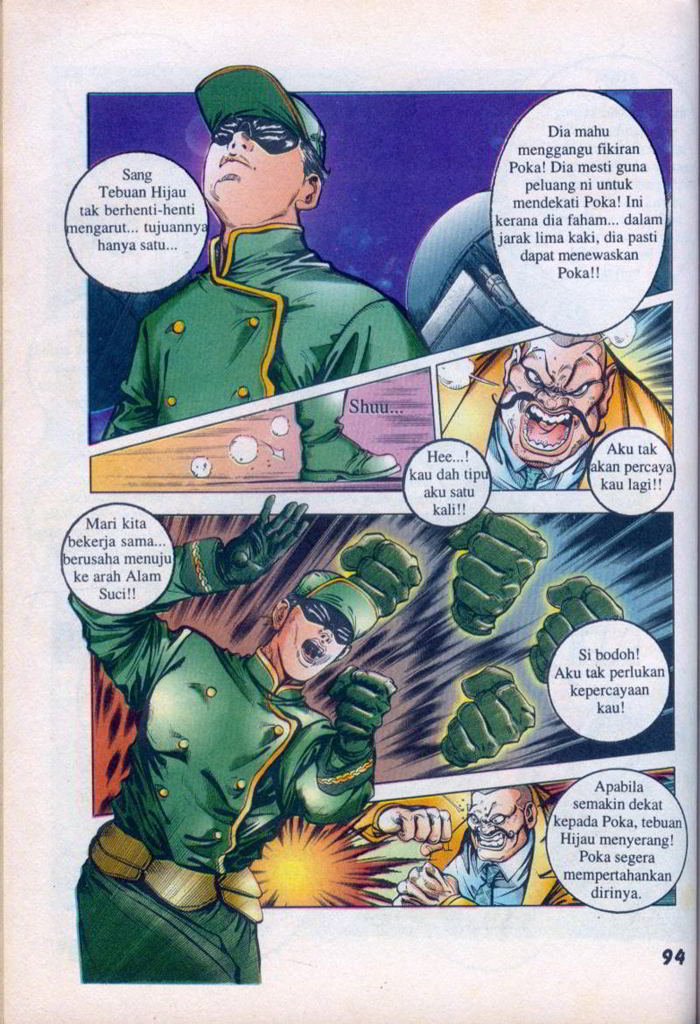 Sang
Tebuan Hijau
tak berhenti-henti
mengarut... tujuannya
hanya satu...
Dia mahu
menggangu fikiran
Poka! Dia mesti guna
peluang ni untuk
mendekati Poka! Ini
kerana dia faham... dalam
jarak lima kaki, dia pasti
dapat menewaskan
Poka!!
Shuu...
Hee...!
kau dah tipu
aku satu
kali!!
Aku tak
akan percaya
kau lagi!!
Mari kita
bekerja sama...
berusaha menuju
ke arah Alam
Suci!!
Si bodoh!
Aku tak perlukan
kepercayaan
kau!
Apabila
semakin dekat
kepada Poka, tebuan
Hijau menyerang!
Poka segera
mempertahankan
dirinya.
94